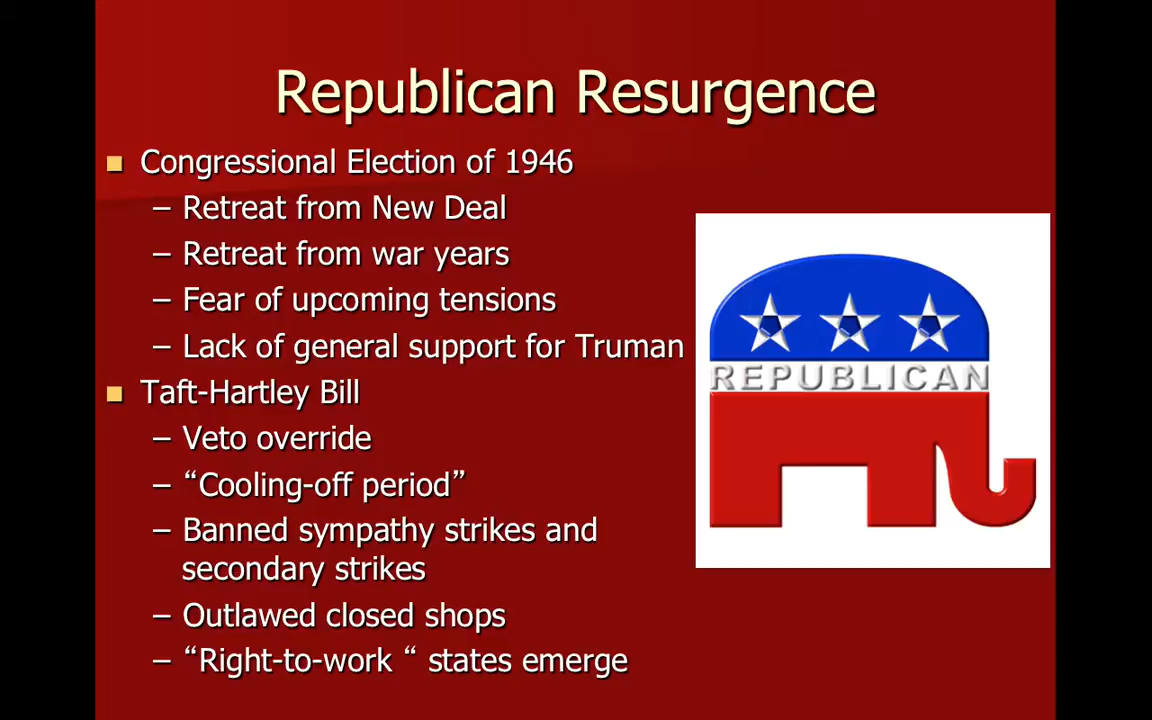 Republican Resurgence
■ Congressional Election of 1946
– Retreat from New Deal
– Retreat from war years
– Fear of upcoming tensions
– Lack of general support for Truman
■ Taft-Hartley Bill
– Veto override
– “Cooling-off period”
– Banned sympathy strikes and
secondary strikes
– Outlawed closed shops
– “Right-to-work “ states emerge
REPUBLICAN